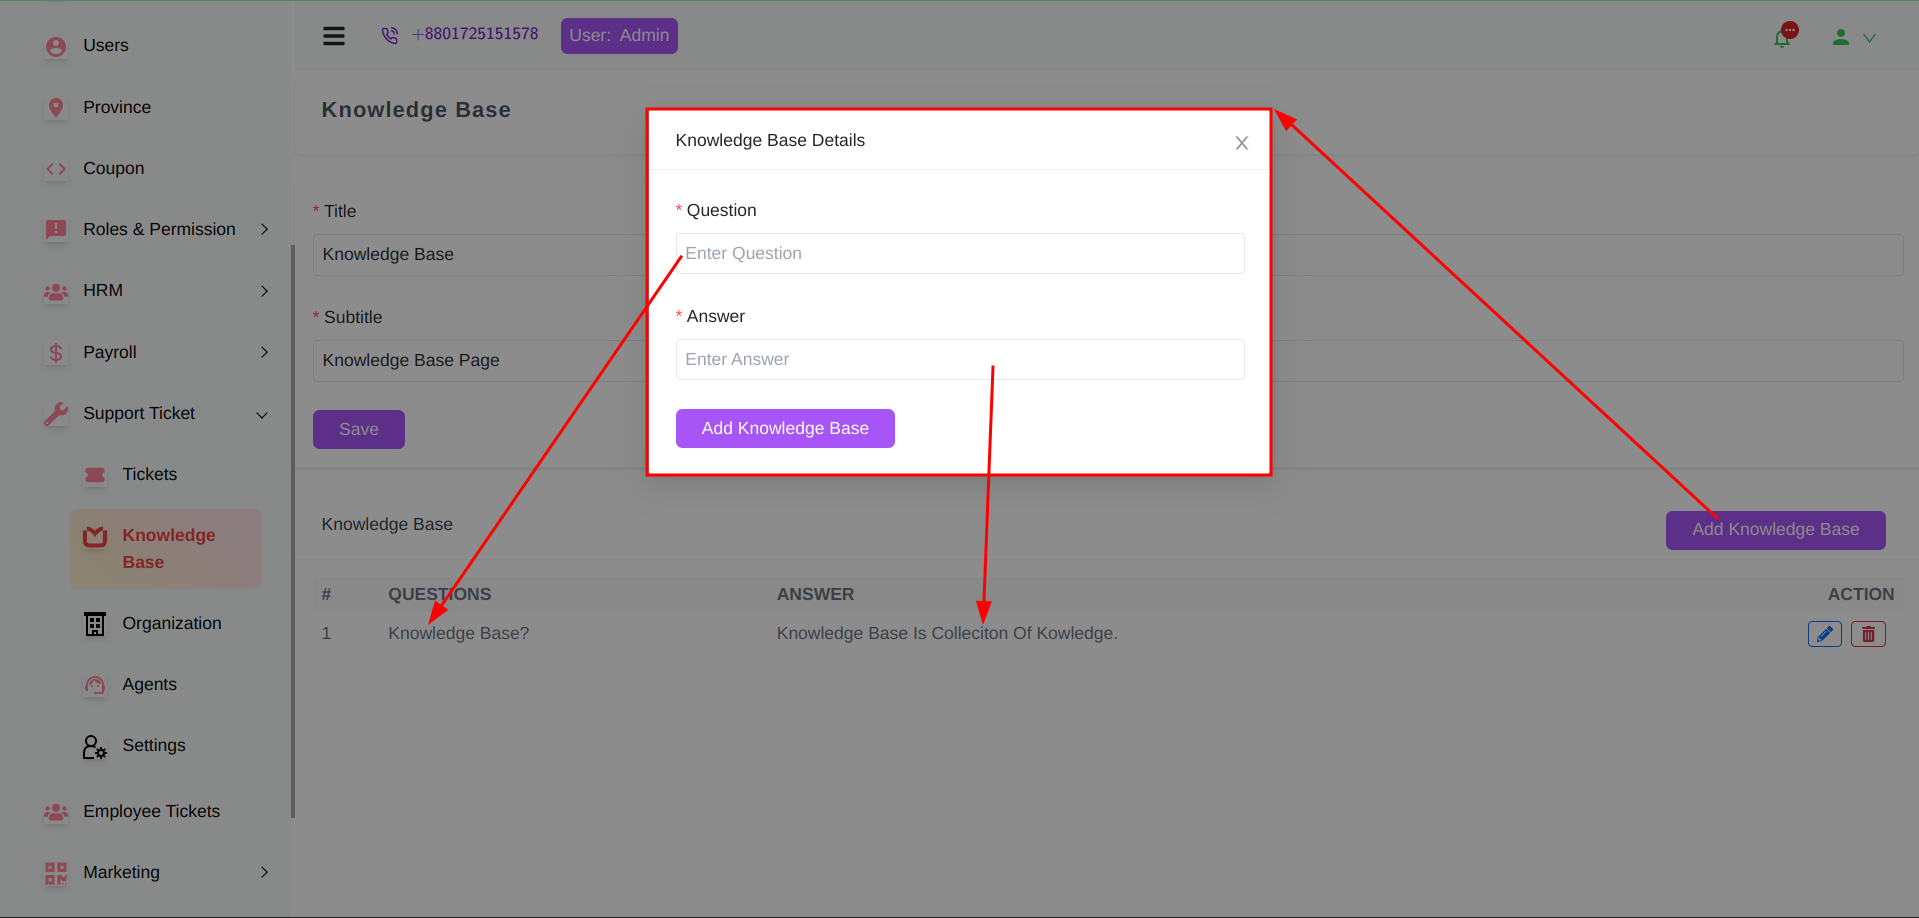 Users
Province
Coupon
Roles & Permission
HRM
Payroll
Support Ticket
Tickets
Knowledge
Base
Organization
Agents
Settings
Employee Tickets
Marketing
+8801725151578
User: Admin
Knowledge Base
* Title
Knowledge Base
* Subtitle
Knowledge Base Page
Save
Knowledge Base Details
* Question
Enter Question
* Answer
Enter Answer
Add Knowledge Base
Knowledge Base
Add Knowledge Base
# QUESTIONS ANSWER ACTION
1 Knowledge Base? Knowledge Base Is Colleciton Of Kowledge.